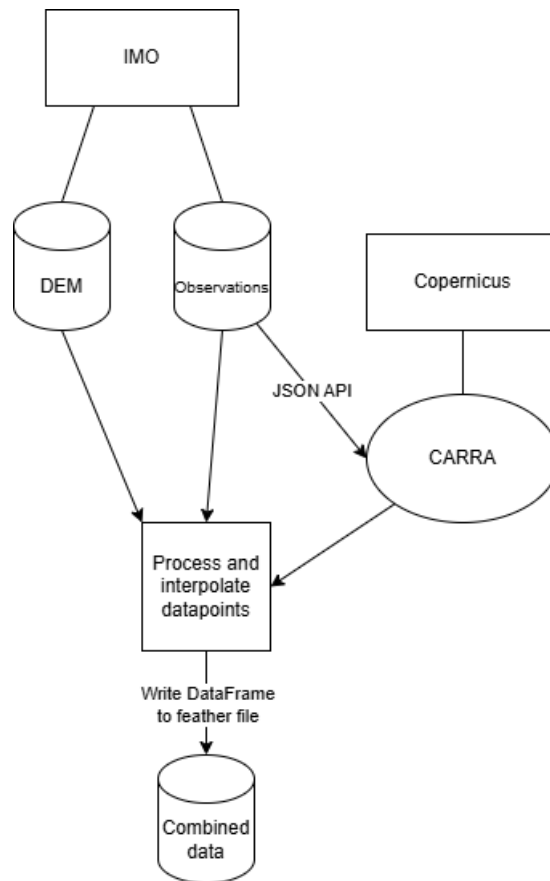 IMO
DEM
Observations
Copernicus
JSON API
CARRA
Process and
interpolate
datapoints
Write DataFrame
to feather file
Combined
data